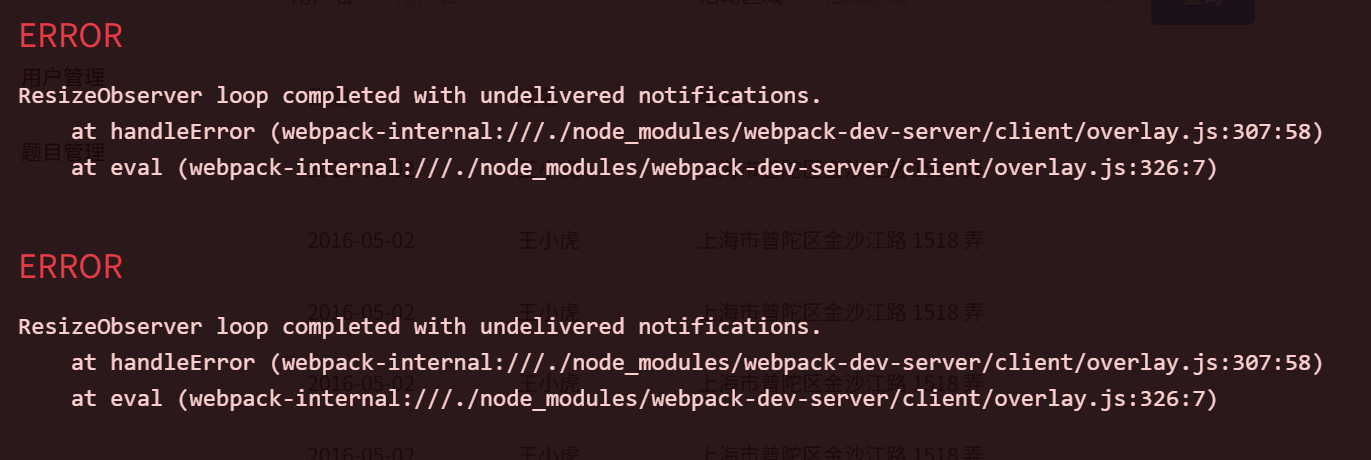 ERROR
用户管理
ResizeObserver loop completed with undelivered notifications.
at handleError (webpack-internal:///./node_modules/webpack-dev-server/client/overlay.js:307:58)
题目管理
at eval (webpack-internal:///./node_modules/webpack-dev-server/client/overlay.js:326:7)
2016-05-02 王小虎 上海市普陀区金沙江路 1518 弄
ERROR
2016-05-02 王小虎 上海市普陀区金沙江路 1518 弄
ResizeObserver loop completed with undelivered notifications.
at handleError (webpack-internal:///./node_modules/webpack-dev-server/client/overlay.js:307:58)
2016-05-02 王小虎 上海市普陀区金沙江路 1518 弄
at eval (webpack-internal:///./node_modules/webpack-dev-server/client/overlay.js:326:7)
2016-05-02 王小虎 上海市普陀区金沙江路 1518 弄